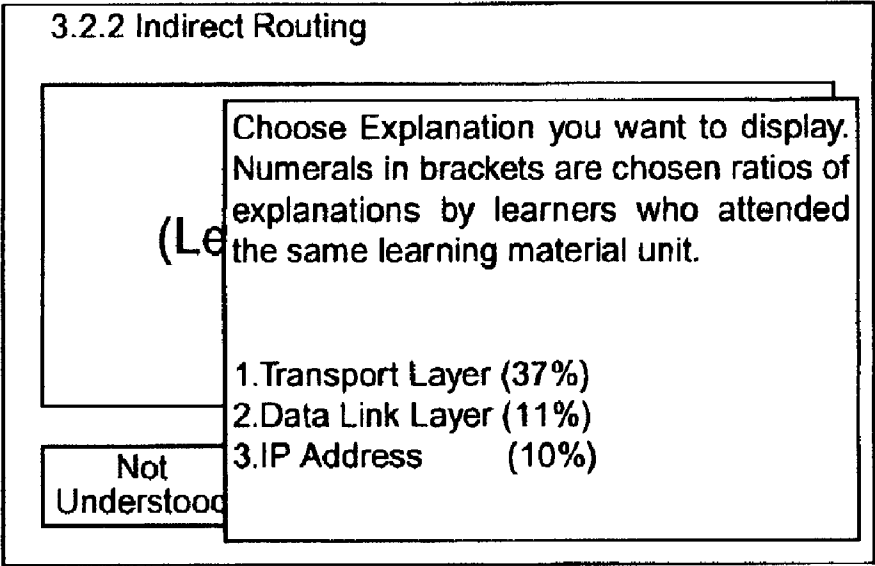 3.2.2 Indirect Routing
Choose Explanation you want to display.
Numerals in brackets are chosen ratios of
explanations by learners who attended
the same learning material unit.
(Le
1.Transport Layer (37%)
2.Data Link Layer (11%)
3.IP Address (10%)
Not
Understood